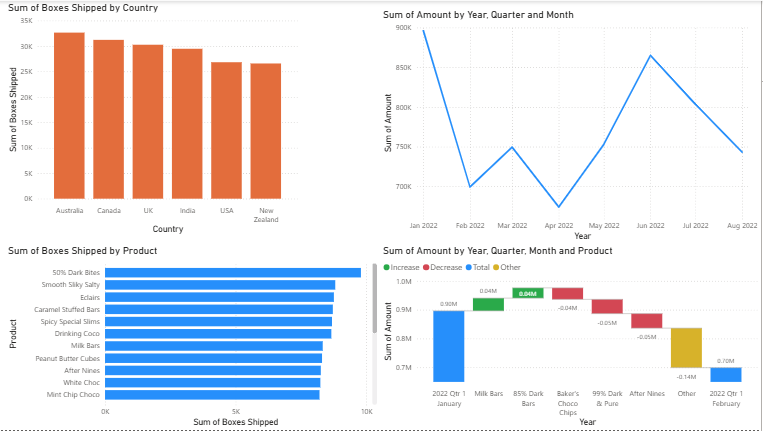 Sum of Boxes Shipped by Country
35K
30K
25K
20K
15K
10K
5K
0K
Sum of Boxes Shipped
Australia
Canada
UK
India
USA
New
Zealand
Country
Sum of Amount by Year, Quarter and Month
900K
850K
800K
750K
700K
Sum of Amount
Jan 2022
Feb 2022
Mar 2022
Apr 2022
May 2022
Jun 2022
Jul 2022
Aug 2022
Year
Sum of Boxes Shipped by Product
Product
50% Dark Bites
Smooth Sliky Salty
Eclairs
Caramel Stuffed Bars
Spicy Special Slims
Drinking Coco
Milk Bars
Peanut Butter Cubes
After Nines
White Choc
Mint Chip Choco
0K
5K
10K
Sum of Boxes Shipped
Sum of Amount by Year, Quarter, Month and Product
Increase Decrease Total Other
1.0M
0.9M
0.8M
0.7M
Sum of Amount
0.90M
0.04M
0.04M
-0.04M
-0.05M
-0.05M
-0.14M
0.70M
2022 Qtr 1
January
Milk Bars
85% Dark
Bars
Baker's
Choco
Chips
99% Dark
& Pure
After Nines
Other
2022 Qtr 1
February
Year